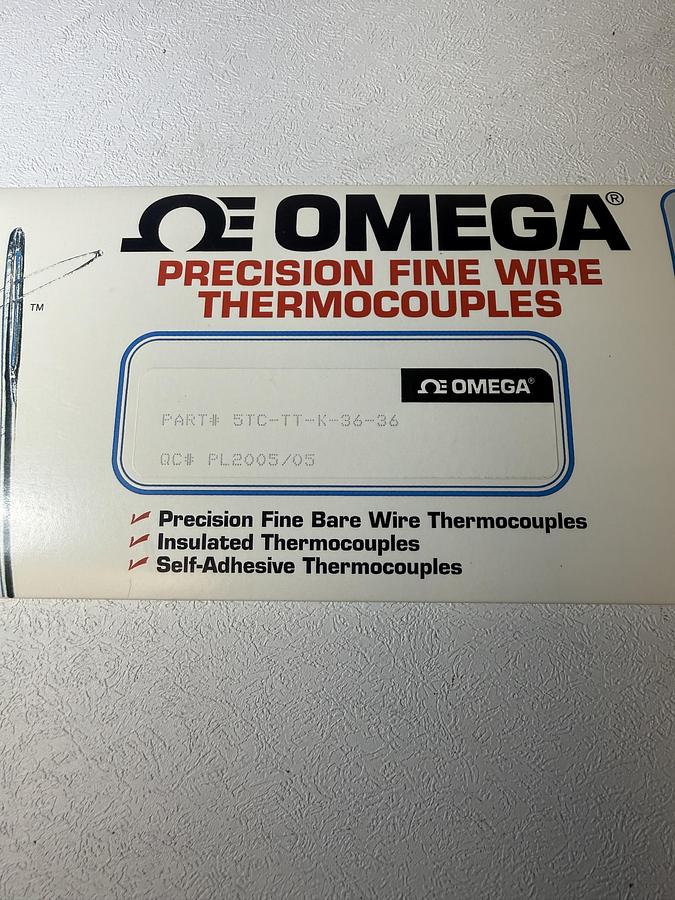 OMEGA®
PRECISION FINE WIRE
THERMOCOUPLES
TM
OMEGA®
PART# 5TC-TT-K-36-36
QC# PL2005/05
Precision Fine Bare Wire Thermocouples
Insulated Thermocouples
Self-Adhesive Thermocouples